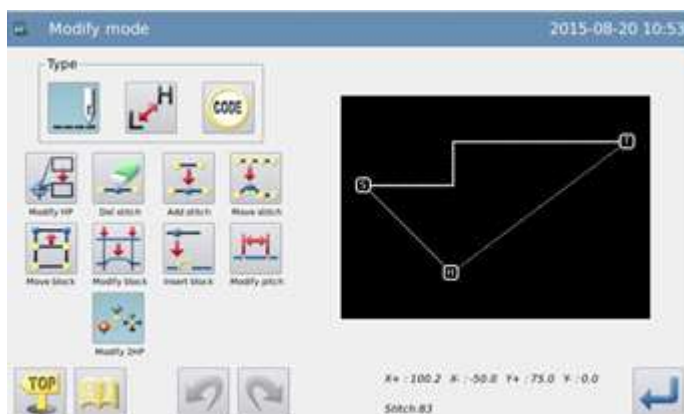 Modify mode
2015-08-20 10:53
Type
L H
CODE
Modify HP
Del stitch
Add stitch
Move stitch
Move block
Modify block
Insert block
Modify pitch
Modify 2HP
S
T
H
TOP
X+ : 100.2 X- : -50.8 Y+ : 75.0 Y- : 0.0
Stitch 83